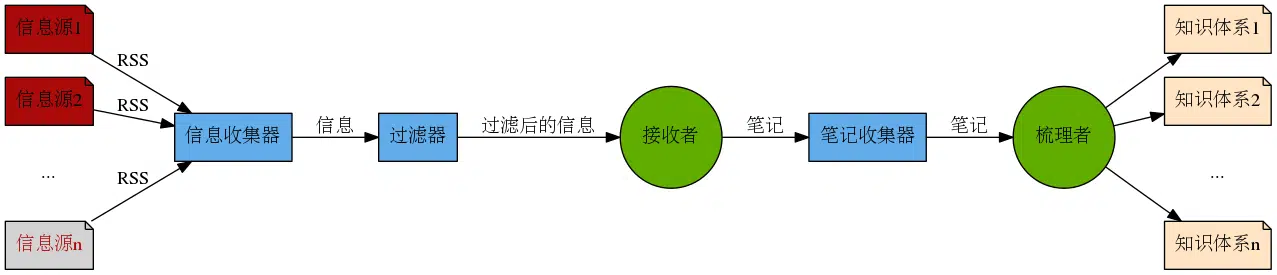 信息源1
信息源2
...
信息源n
RSS
RSS
RSS
信息收集器
信息
过滤器
过滤后的信息
接收者
笔记
笔记收集器
笔记
梳理者
知识体系1
知识体系2
...
知识体系n